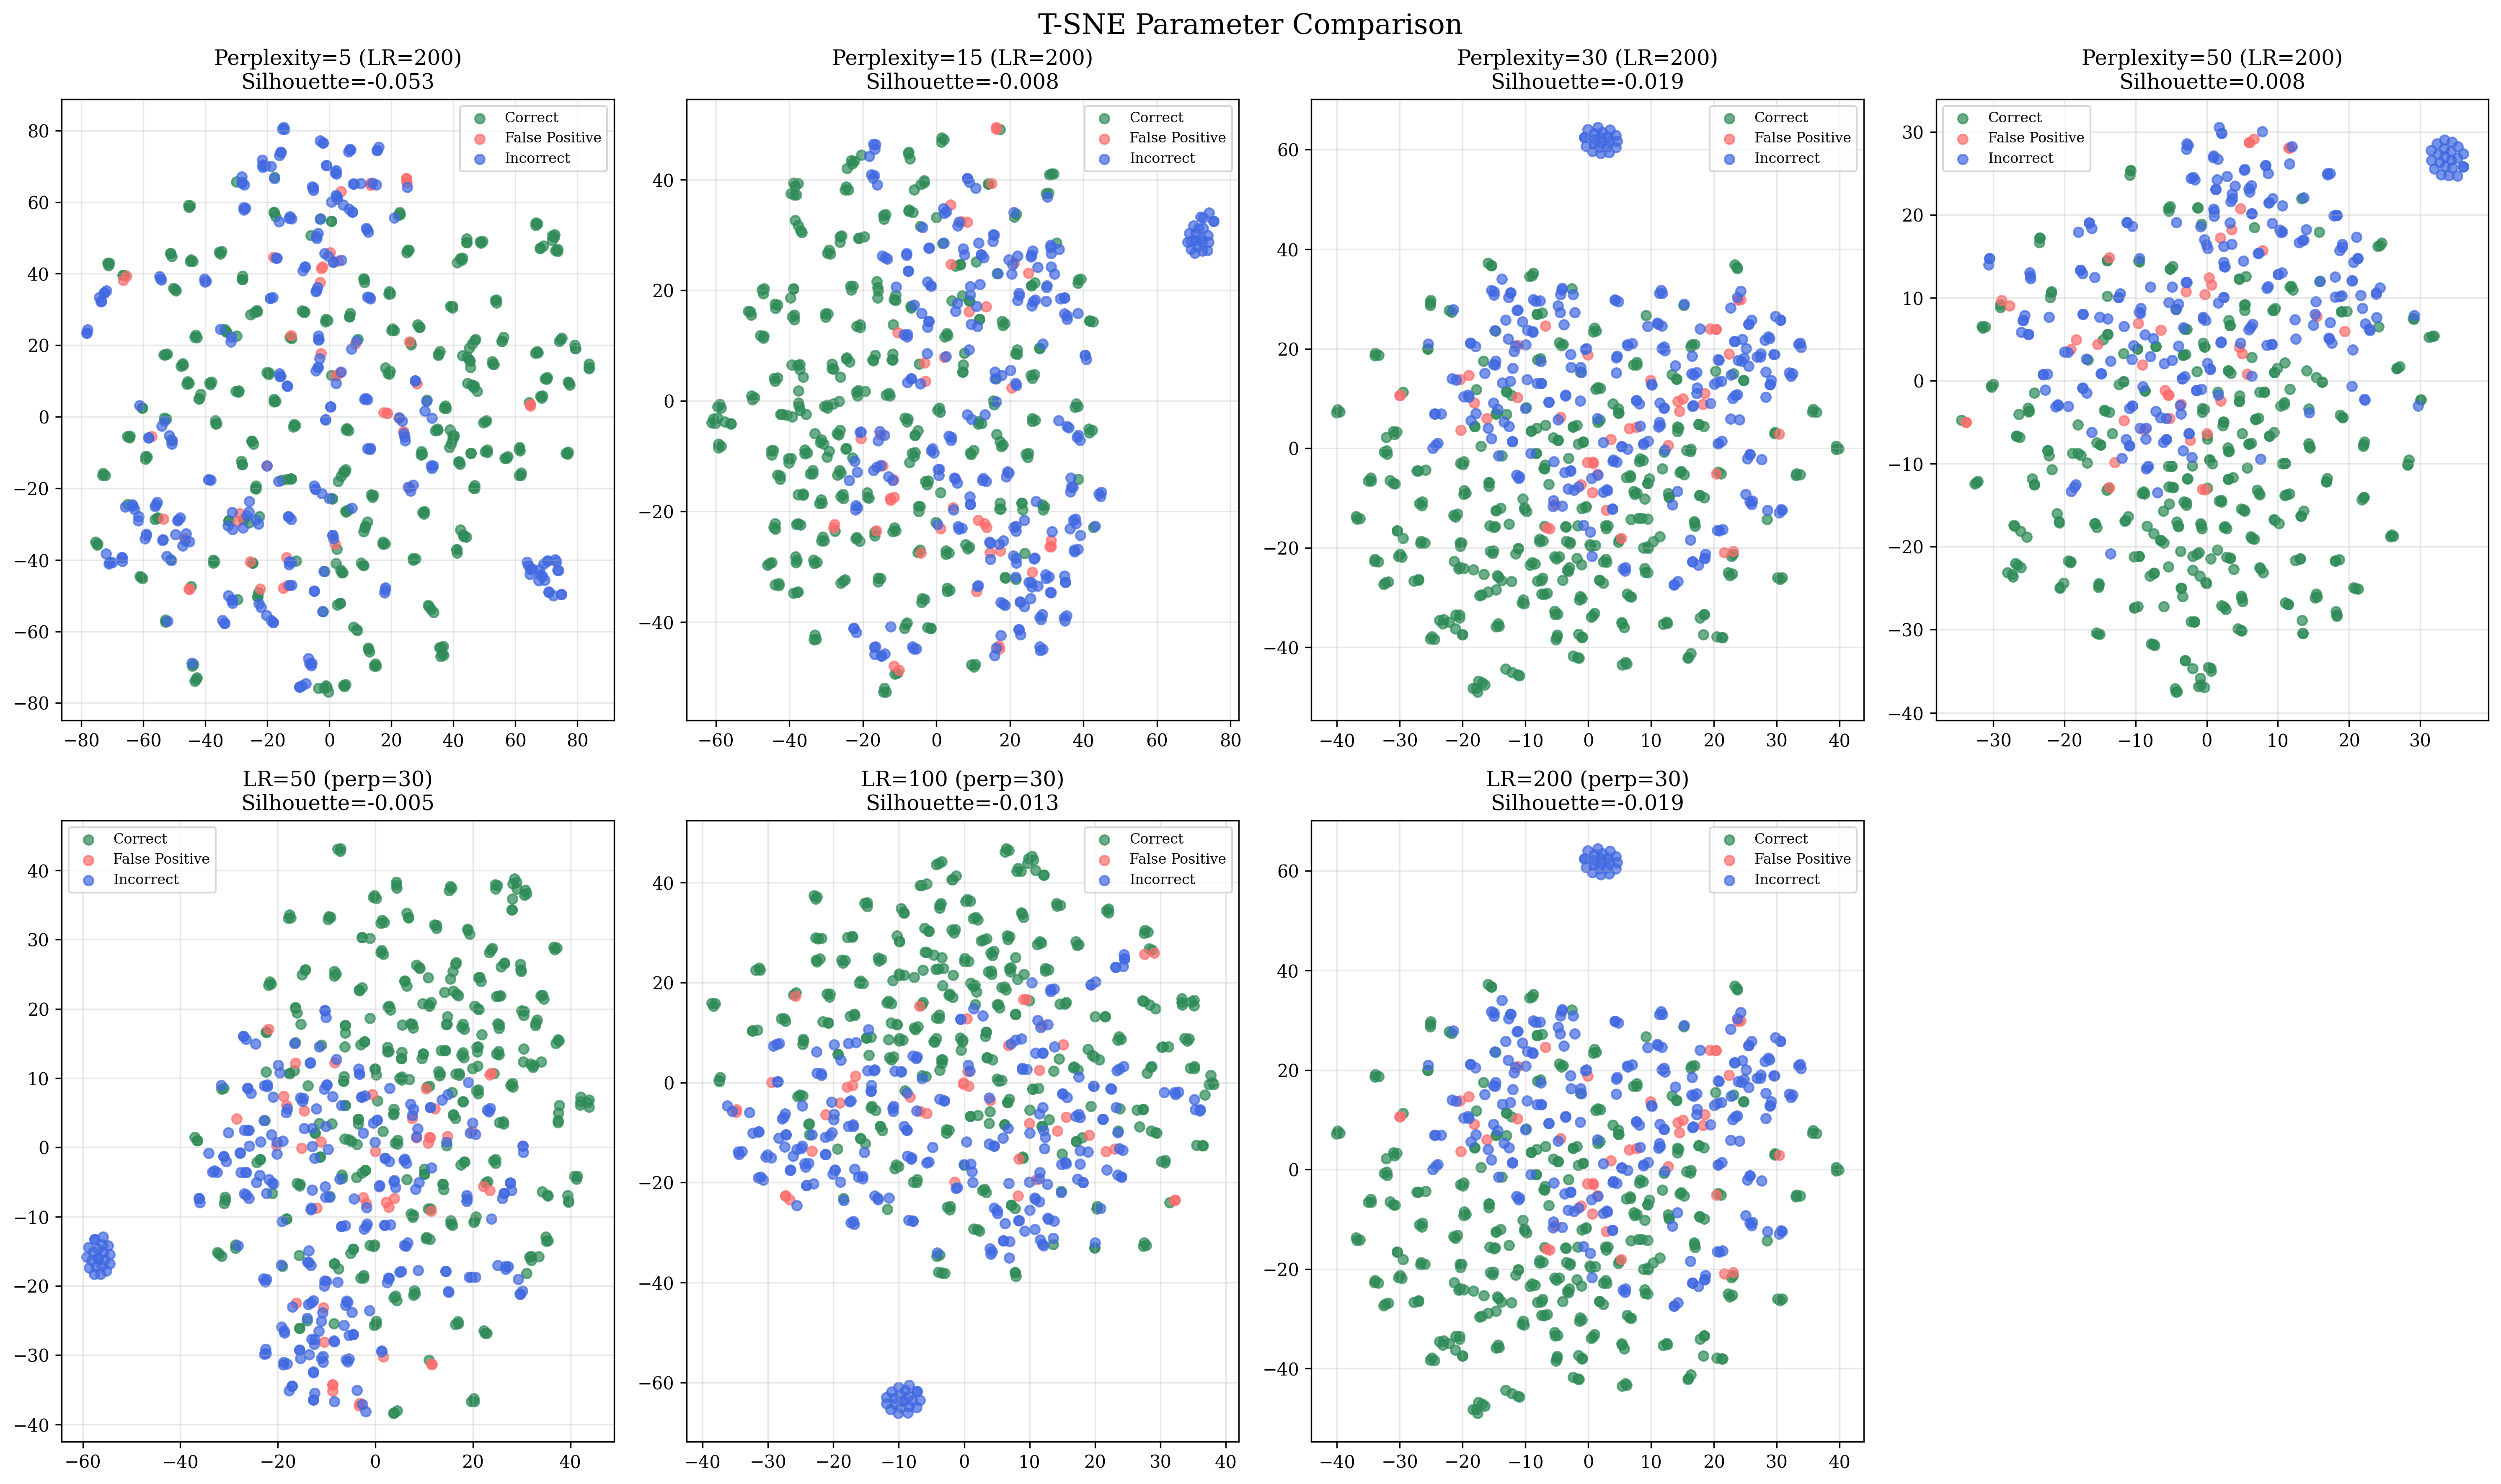 T-SNE Parameter Comparison
Perplexity=5 (LR=200)
Silhouette=-0.053
Correct
False Positive
Incorrect
80
60
40
20
0
−20
−40
−60
−80
−80 −60 −40 −20 0 20 40 60 80
Perplexity=15 (LR=200)
Silhouette=-0.008
Correct
False Positive
Incorrect
40
20
0
−20
−40
−60 −40 −20 0 20 40 60 80
Perplexity=30 (LR=200)
Silhouette=-0.019
Correct
False Positive
Incorrect
60
40
20
0
−20
−40
−40 −30 −20 −10 0 10 20 30 40
Perplexity=50 (LR=200)
Silhouette=0.008
Correct
False Positive
Incorrect
30
20
10
0
−10
−20
−30
−40
−30 −20 −10 0 10 20 30
LR=50 (perp=30)
Silhouette=-0.005
Correct
False Positive
Incorrect
40
30
20
10
0
−10
−20
−30
−40
−60 −40 −20 0 20 40
LR=100 (perp=30)
Silhouette=-0.013
Correct
False Positive
Incorrect
40
20
0
−20
−40
−60
−40 −30 −20 −10 0 10 20 30 40
LR=200 (perp=30)
Silhouette=-0.019
Correct
False Positive
Incorrect
60
40
20
0
−20
−40
−40 −30 −20 −10 0 10 20 30 40